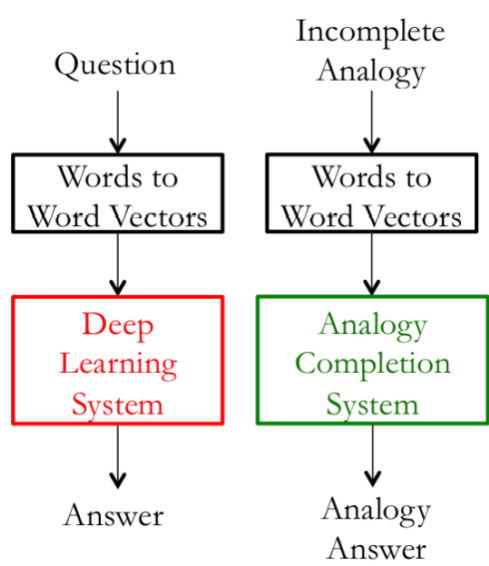 Question
Words to
Word Vectors
Deep
Learning
System
Answer
Incomplete
Analogy
Words to
Word Vectors
Analogy
Completion
System
Analogy
Answer